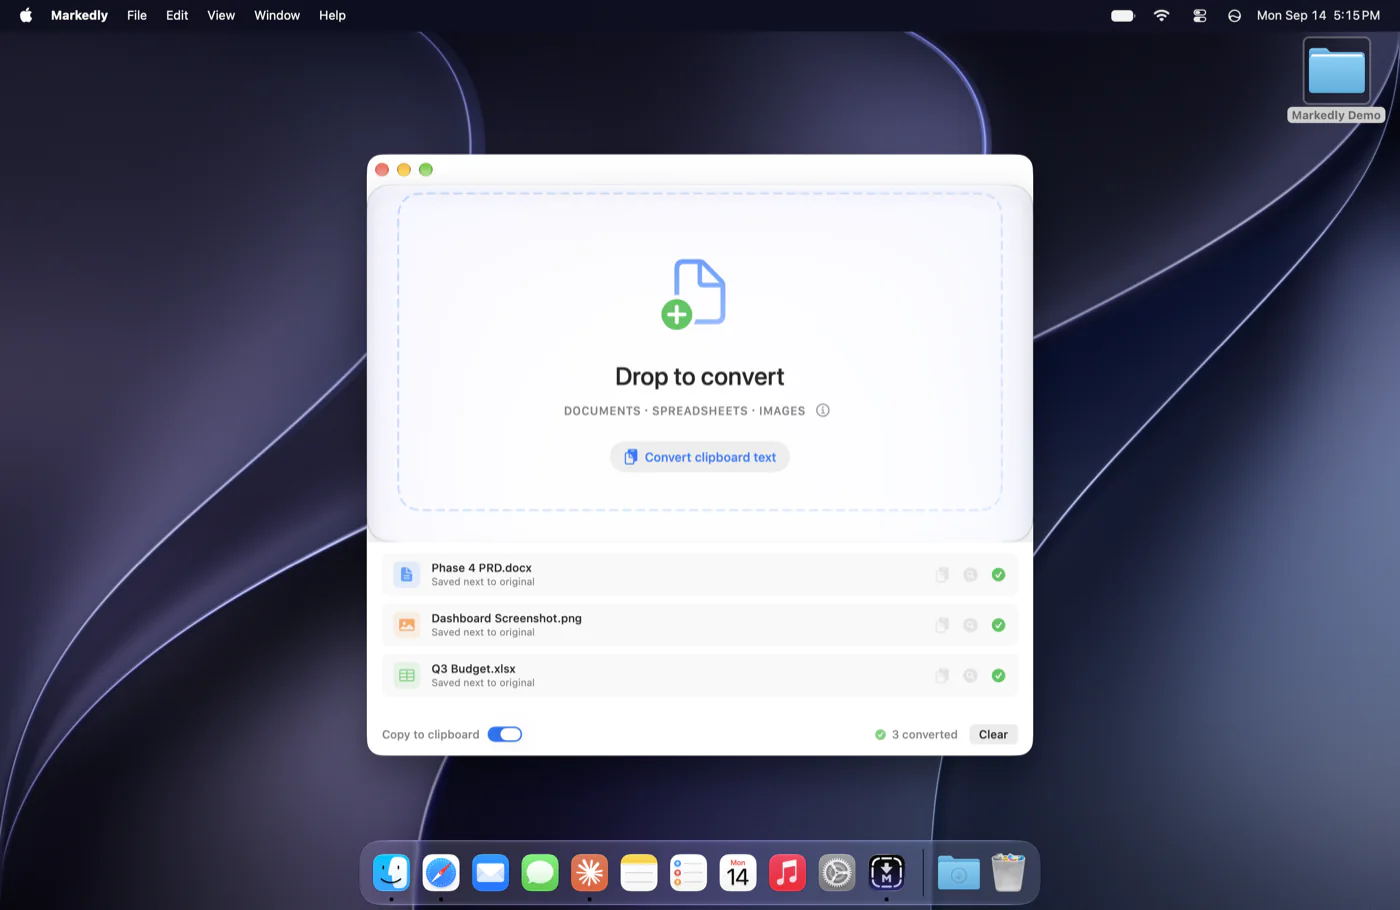 Markedly File Edit View Window Help Mon Sep 14 5:15 PM
Markedly Demo
Drop to convert
DOCUMENTS · SPREADSHEETS · IMAGES
Convert clipboard text
Phase 4 PRD.docx
Saved next to original
Dashboard Screenshot.png
Saved next to original
Q3 Budget.xlsx
Saved next to original
Copy to clipboard 3 converted Clear
Mon
14
M